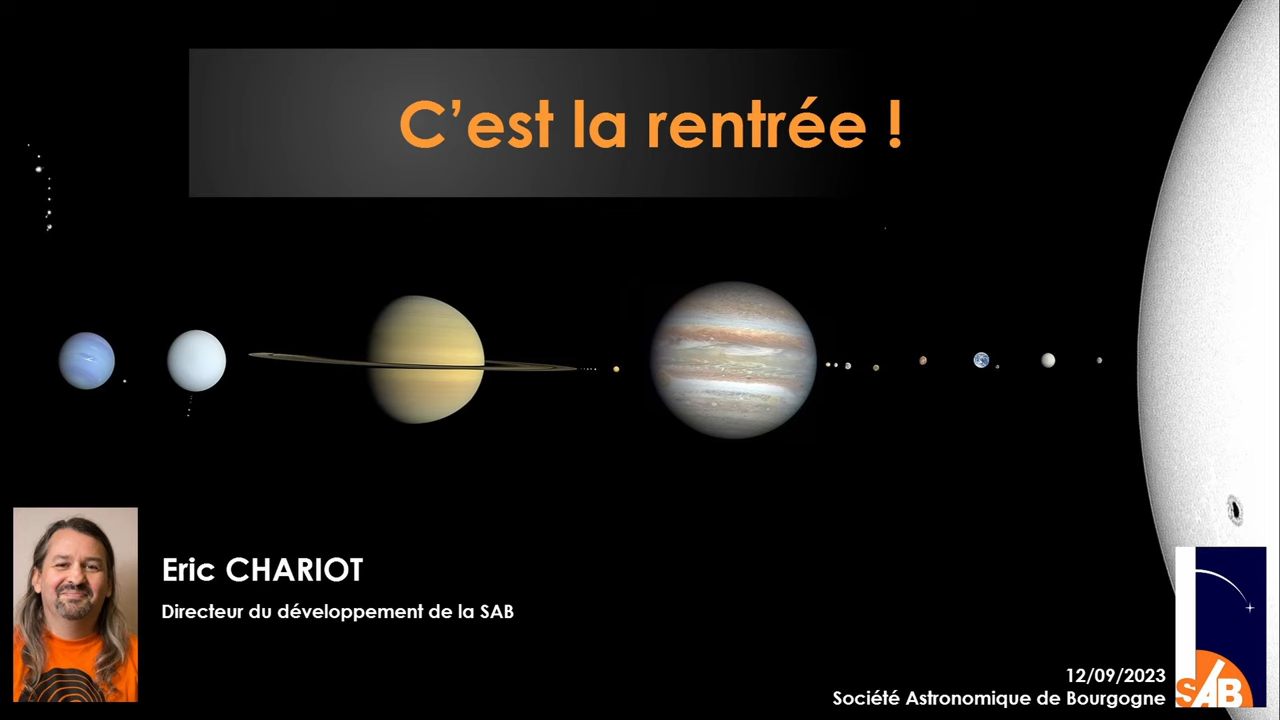 C’est la rentrée !
Eric CHARIOT
Directeur du développement de la SAB
12/09/2023
Société Astronomique de Bourgogne
SAB